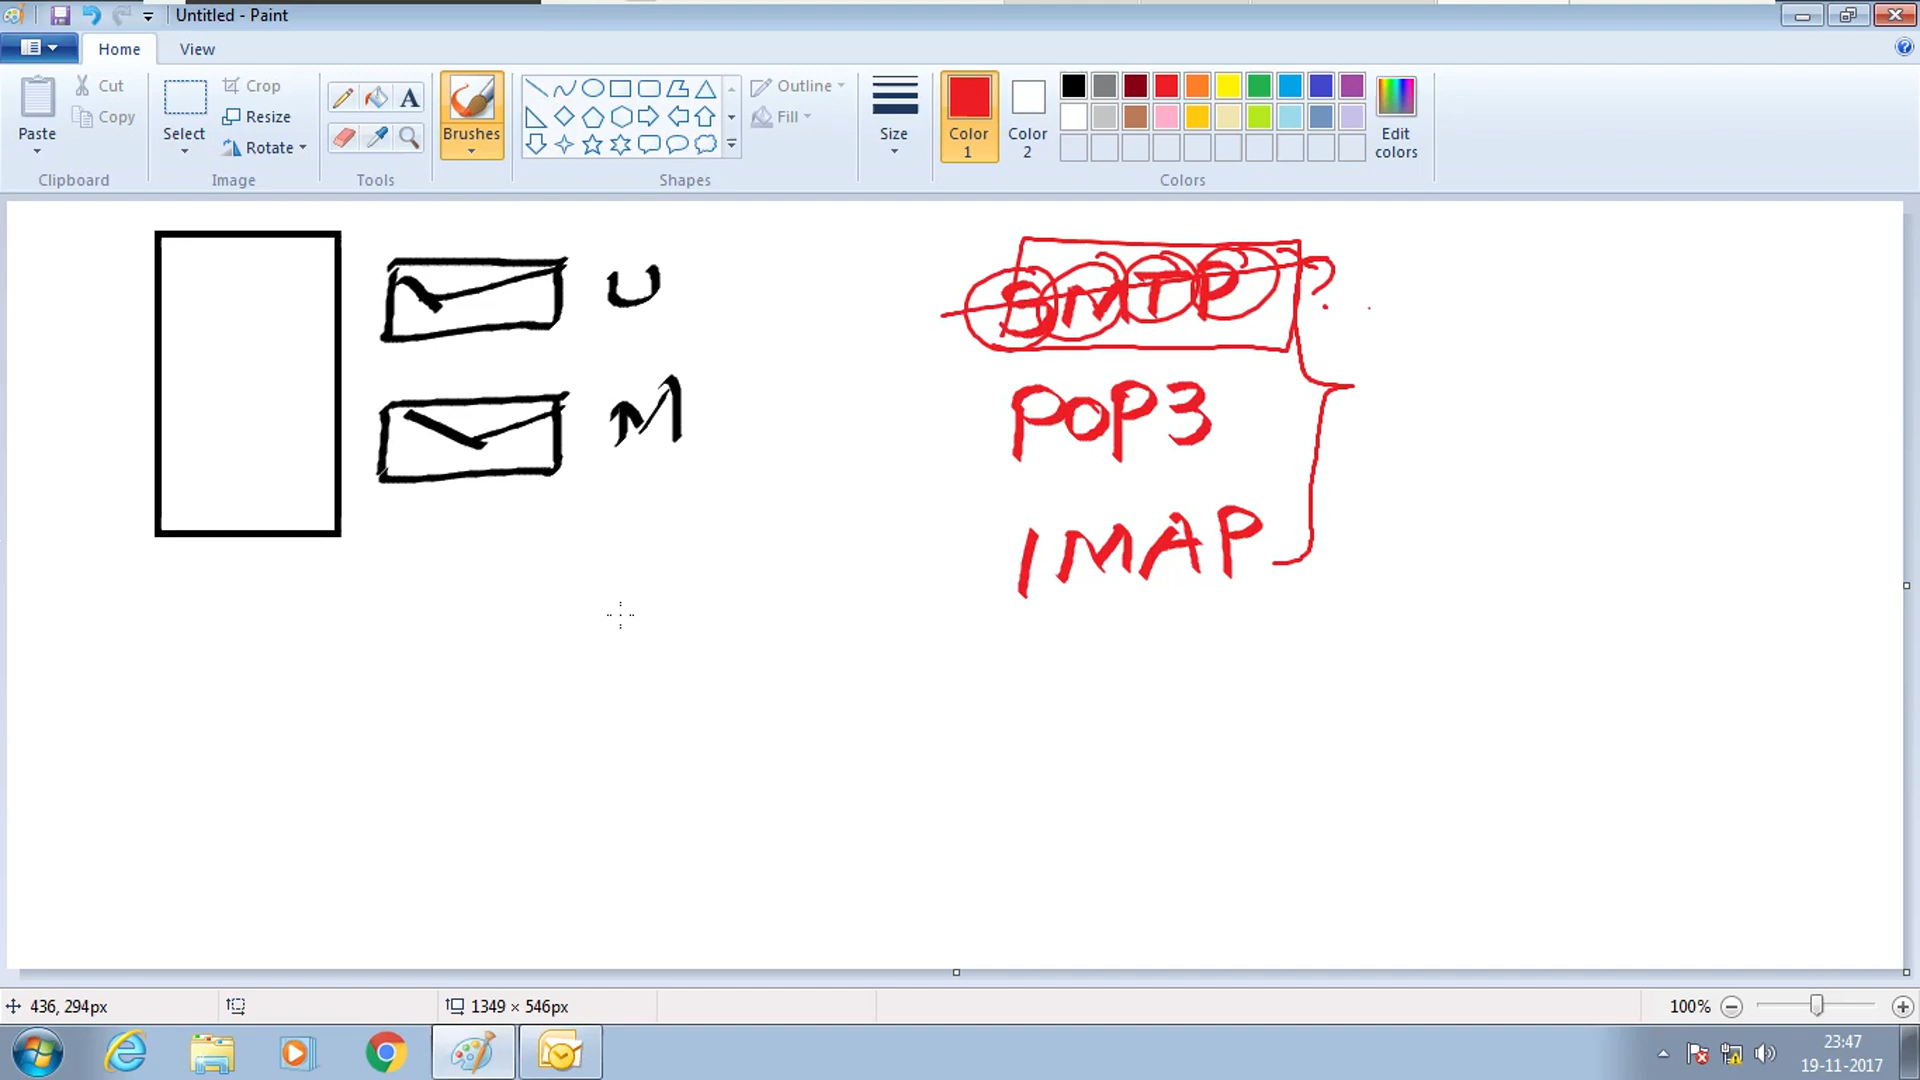 Untitled - Paint
Home
View
Paste
Cut
Copy
Clipboard
Select
Crop
Resize
Rotate
Image
A
Tools
Brushes
Outline
Fill
Shapes
Size
Color
1
Color
2
Edit
colors
Colors
U
SMTP ?
M
POP3
IMAP
436, 294px
1349 × 546px
100%
23:47
19-11-2017